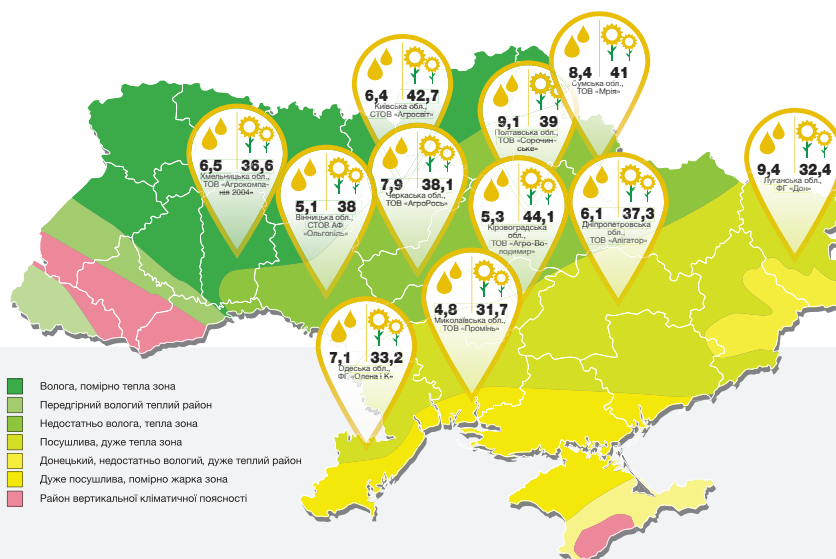 8,4 41
Сумська обл.,
ТОВ «Мрія»
6,4 42,7
Київська обл.,
СТОВ «Агросвіт»
9,1 39
Полтавська обл.,
ТОВ «Сорочин-
ське»
6,5 36,6
Хмельницька обл.,
ТОВ «Агрокомпа-
нія 2004»
5,1 38
Вінницька обл.,
СТОВ АФ
«Ольгопіль»
7,9 38,1
Черкаська обл.,
ТОВ «АгроРось»
5,3 44,1
Кіровоградська
обл.,
ТОВ «Агро-Во-
лодимир»
6,1 37,3
Дніпропетровська
обл.,
ТОВ «Алігатор»
9,4 32,4
Луганська обл.,
ФГ «Дон»
4,8 31,7
Миколаївська обл.,
ТОВ «Промінь»
7,1 33,2
Одеська обл.,
ФГ «Олена і К»
Волога, помірно тепла зона
Передгірний вологий теплий район
Недостатньо волога, тепла зона
Посушлива, дуже тепла зона
Донецький, недостатньо вологий, дуже теплий район
Дуже посушлива, помірно жарка зона
Район вертикальної кліматичної поясності